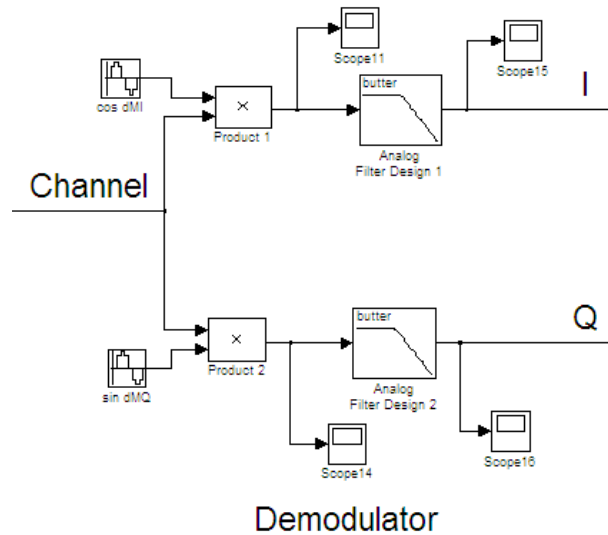 Scope11
Scope15
I
butter
cos dMI
×
Product 1
Analog
Filter Design 1
Channel
butter
Q
×
Product 2
sin dMQ
Analog
Filter Design 2
Scope14
Scope16
Demodulator